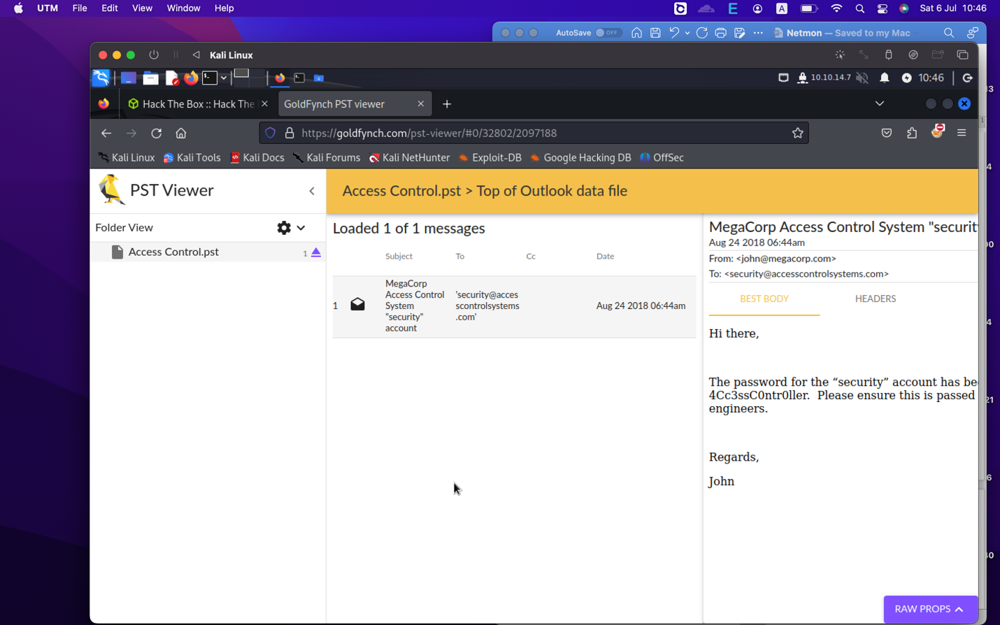 UTM File Edit View Window Help
E A Sat 6 Jul 10:46
AutoSave OFF Netmon — Saved to my Mac
Kali Linux
10.10.14.7 10:46
Hack The Box :: Hack The
GoldFynch PST viewer
https://goldfynch.com/pst-viewer/#0/32802/2097188
Kali Linux Kali Tools Kali Docs Kali Forums Kali NetHunter Exploit-DB Google Hacking DB OffSec
PST Viewer
Access Control.pst > Top of Outlook data file
Folder View
Access Control.pst 1
Loaded 1 of 1 messages
Subject To Cc Date
1
MegaCorp
Access Control
System
"security"
account
'security@acces
scontrolsystems
.com'
Aug 24 2018 06:44am
MegaCorp Access Control System "securit
Aug 24 2018 06:44am
From: <john@megacorp.com>
To: <security@accesscontrolsystems.com>
BEST BODY HEADERS
Hi there,
The password for the “security” account has be
4Cc3ssC0ntr0ller. Please ensure this is passed
engineers.
Regards,
John
RAW PROPS